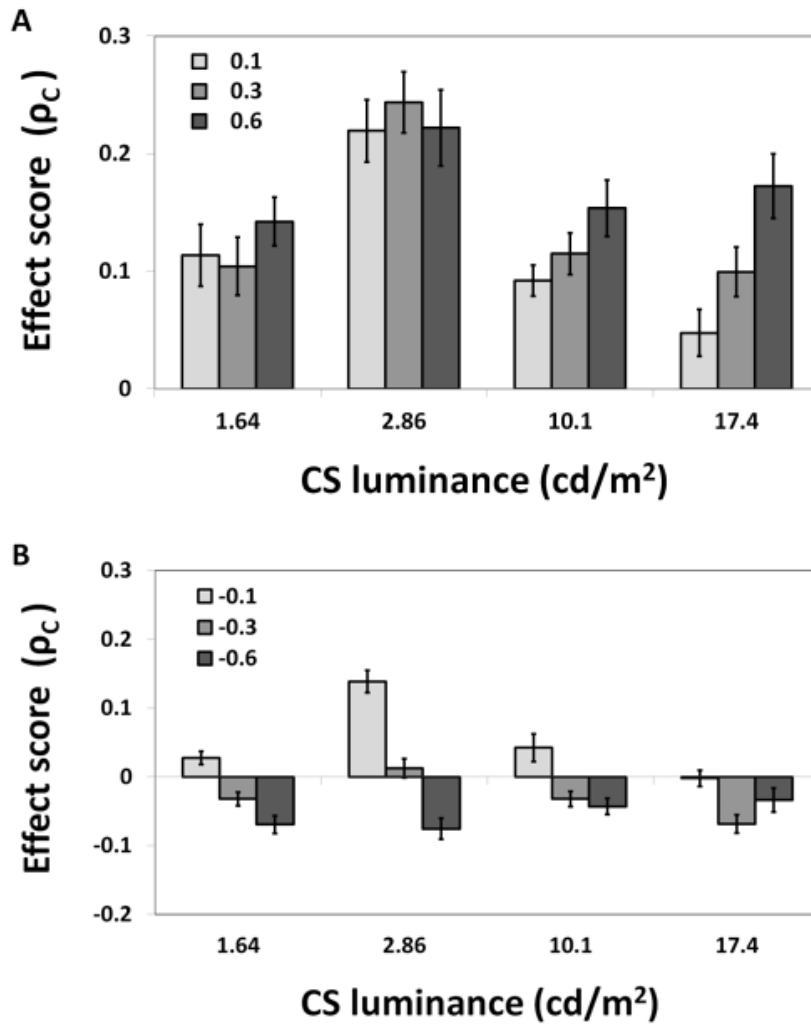 A
Effect score (ρC)
0.3
0.2
0.1
0
0.1
0.3
0.6
1.64 2.86 10.1 17.4
CS luminance (cd/m²)
B
Effect score (ρC)
0.3
0.2
0.1
0
-0.1
-0.2
-0.1
-0.3
-0.6
1.64 2.86 10.1 17.4
CS luminance (cd/m²)